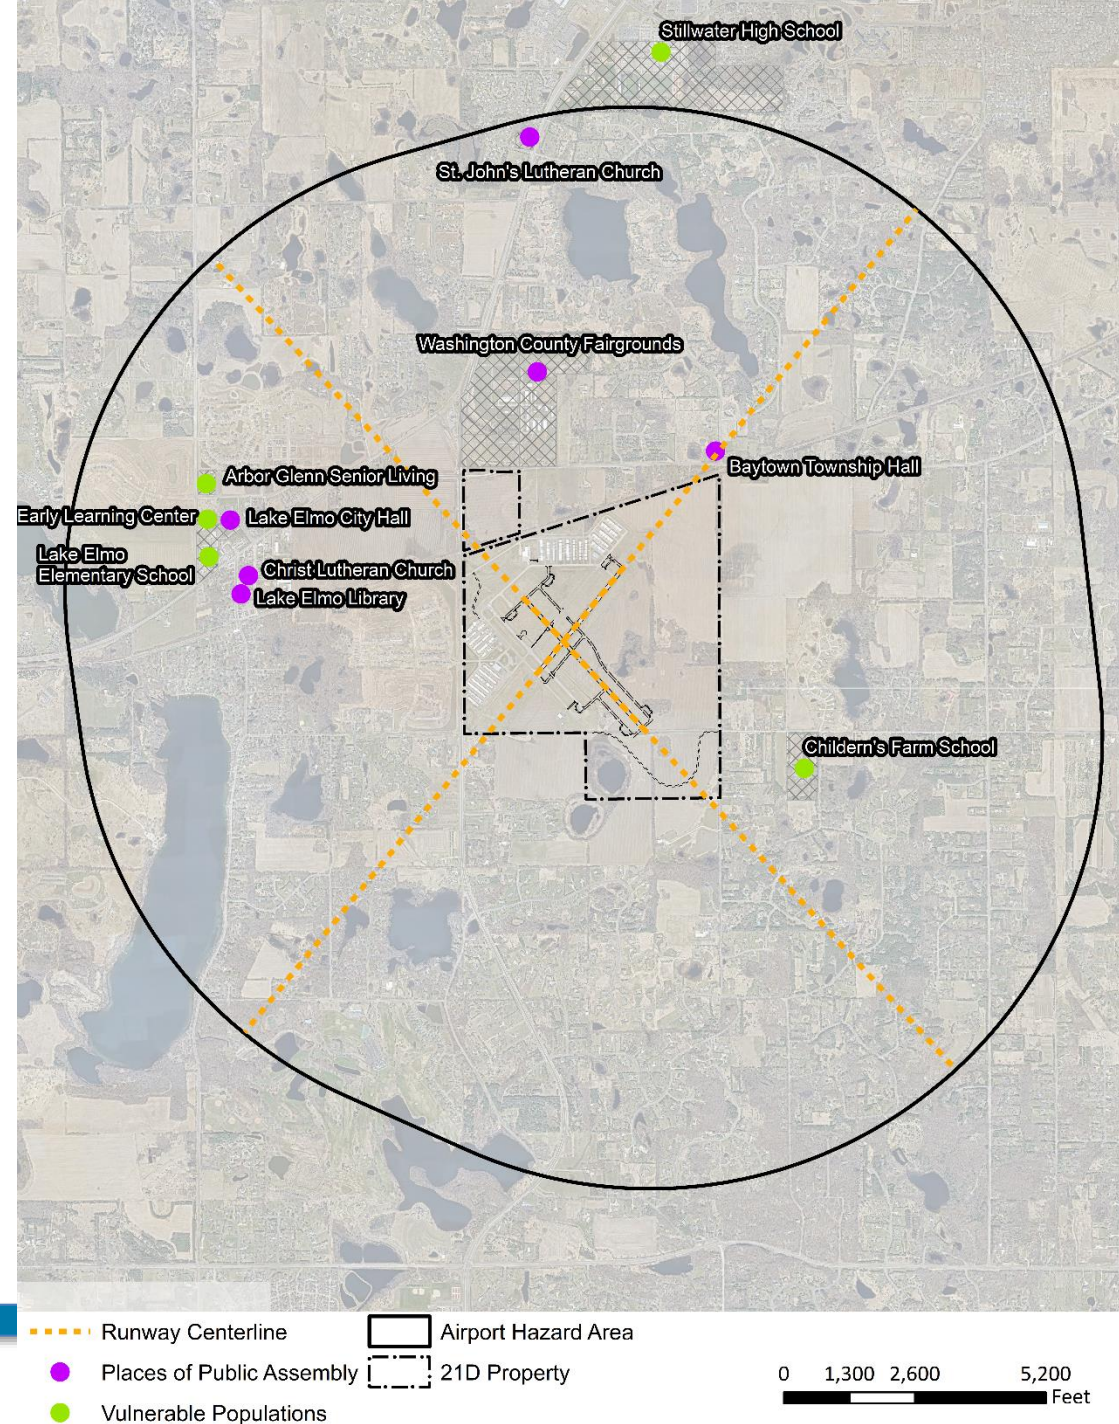 Stillwater High School
St. John's Lutheran Church
Washington County Fairgrounds
Baytown Township Hall
Arbor Glenn Senior Living
Early Learning Center
Lake Elmo City Hall
Lake Elmo
Elementary School
Christ Lutheran Church
Lake Elmo Library
Childern's Farm School
Runway Centerline
Airport Hazard Area
Places of Public Assembly
21D Property
Vulnerable Populations
0 1,300 2,600 5,200
Feet